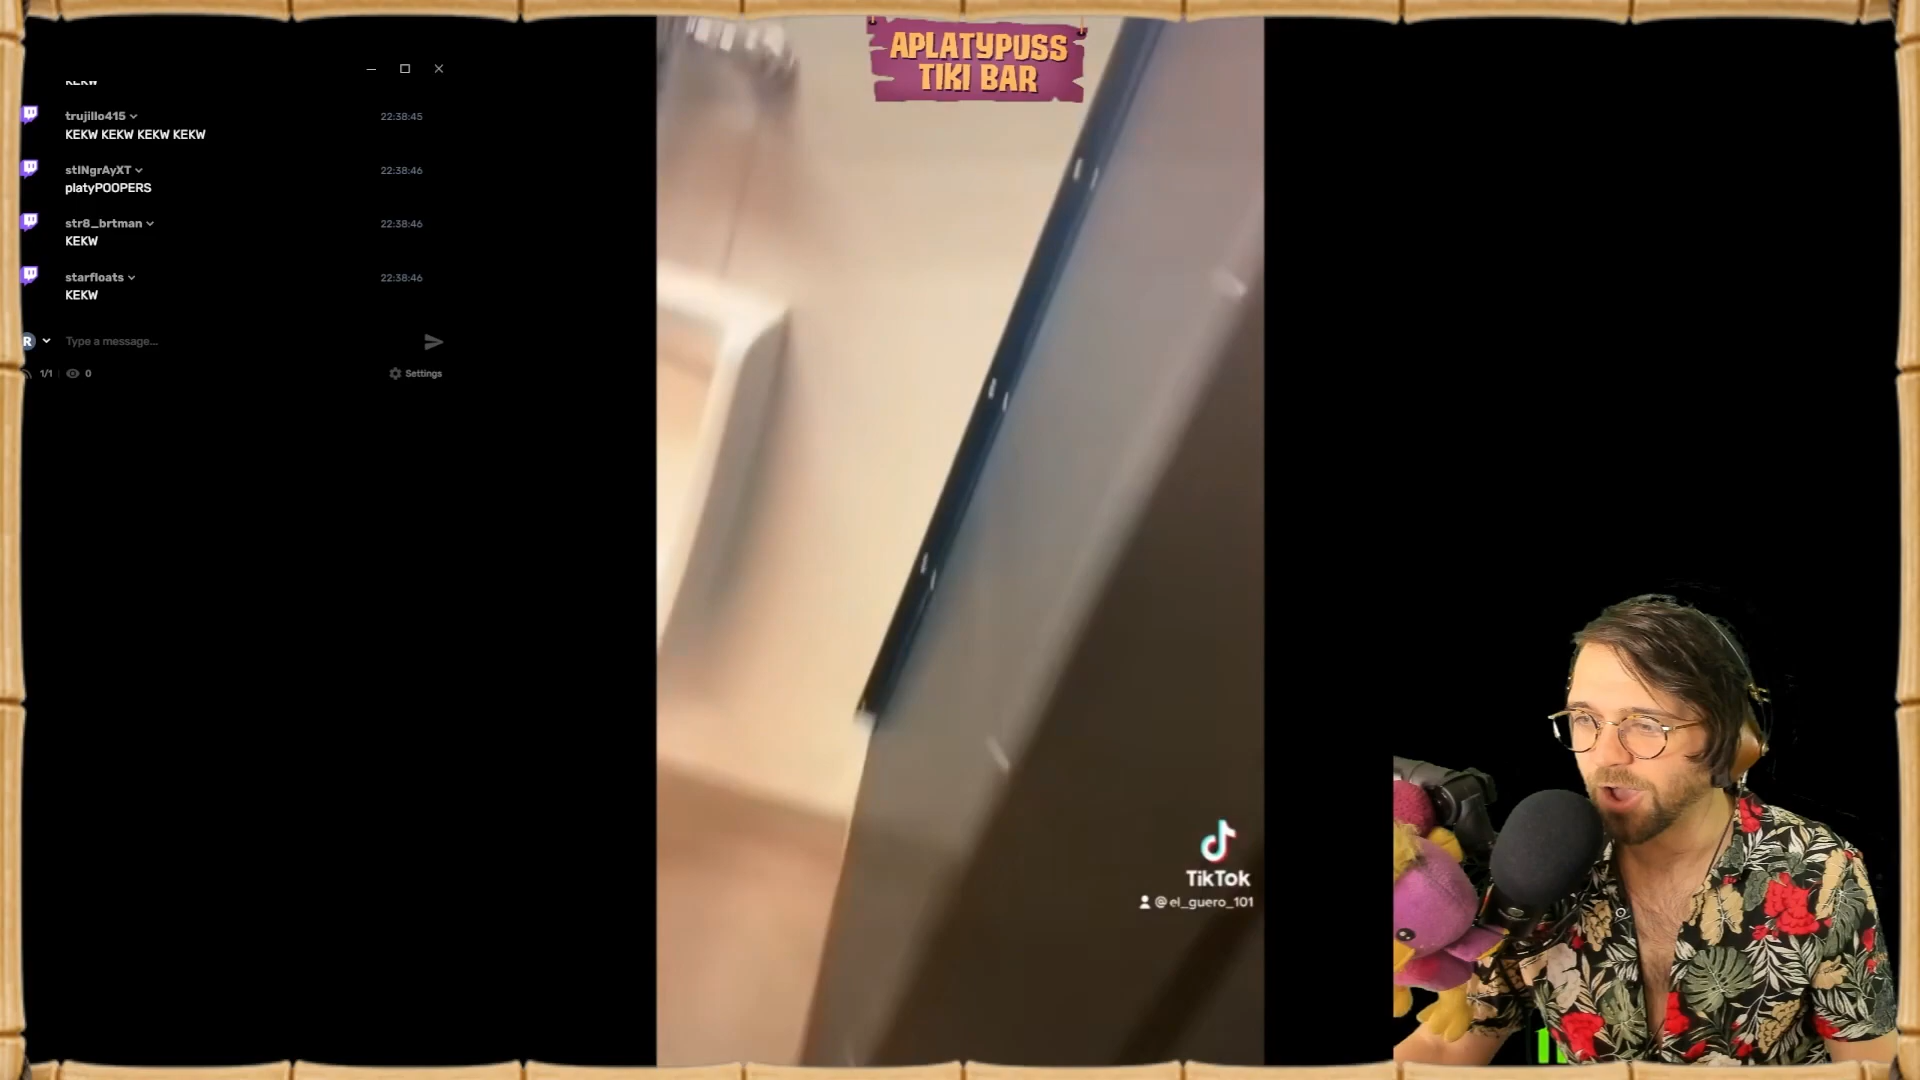 APLATYPUSS
TIKI BAR
KEKW
trujillo415 22:38:45
KEKW KEKW KEKW KEKW
stINgrAyXT 22:38:46
platyPOOPERS
str8_brtman 22:38:46
KEKW
starfloats 22:38:46
KEKW
R Type a message...
1/1 0 Settings
TikTok
@el_guero_101